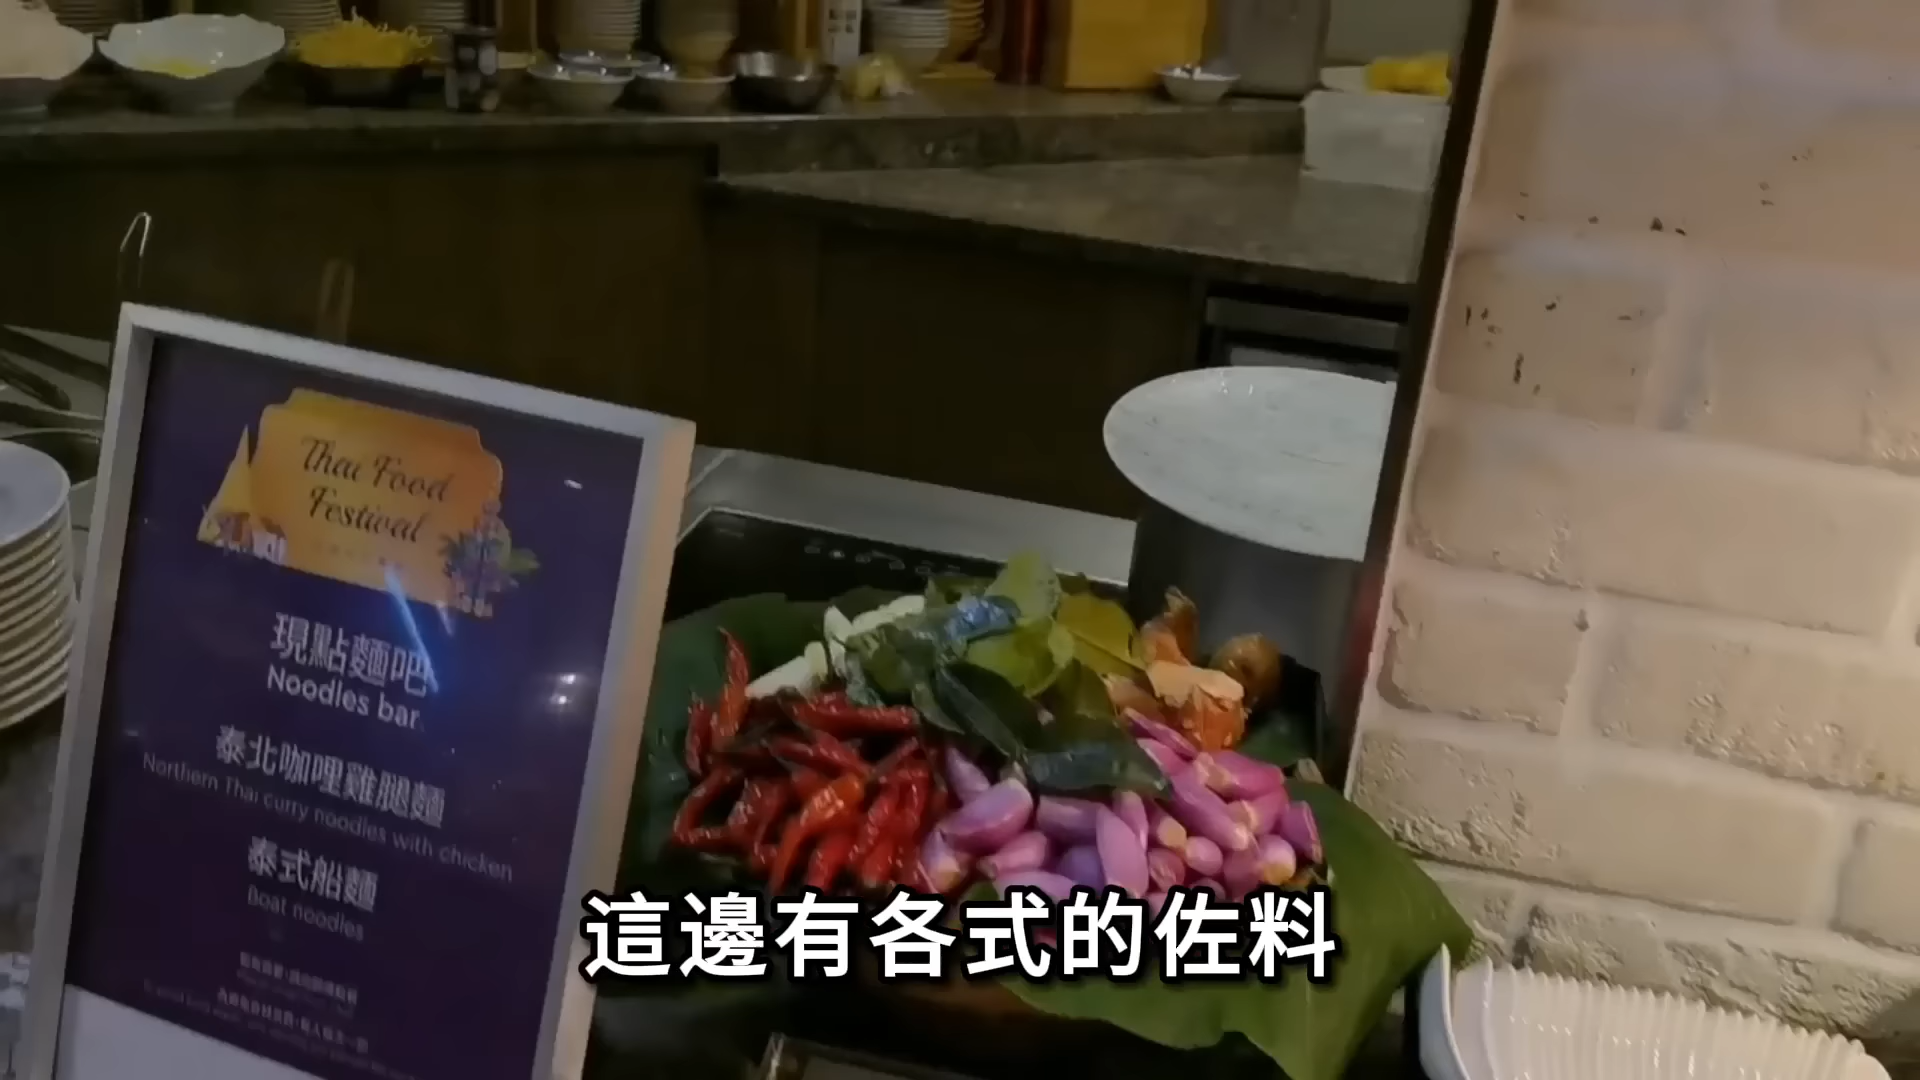 Thai Food
Festival
現點麵吧
Noodles bar
泰北咖哩雞腿麵
Northern Thai curry noodles with chicken
泰式船麵
Boat noodles
這邊有各式的佐料